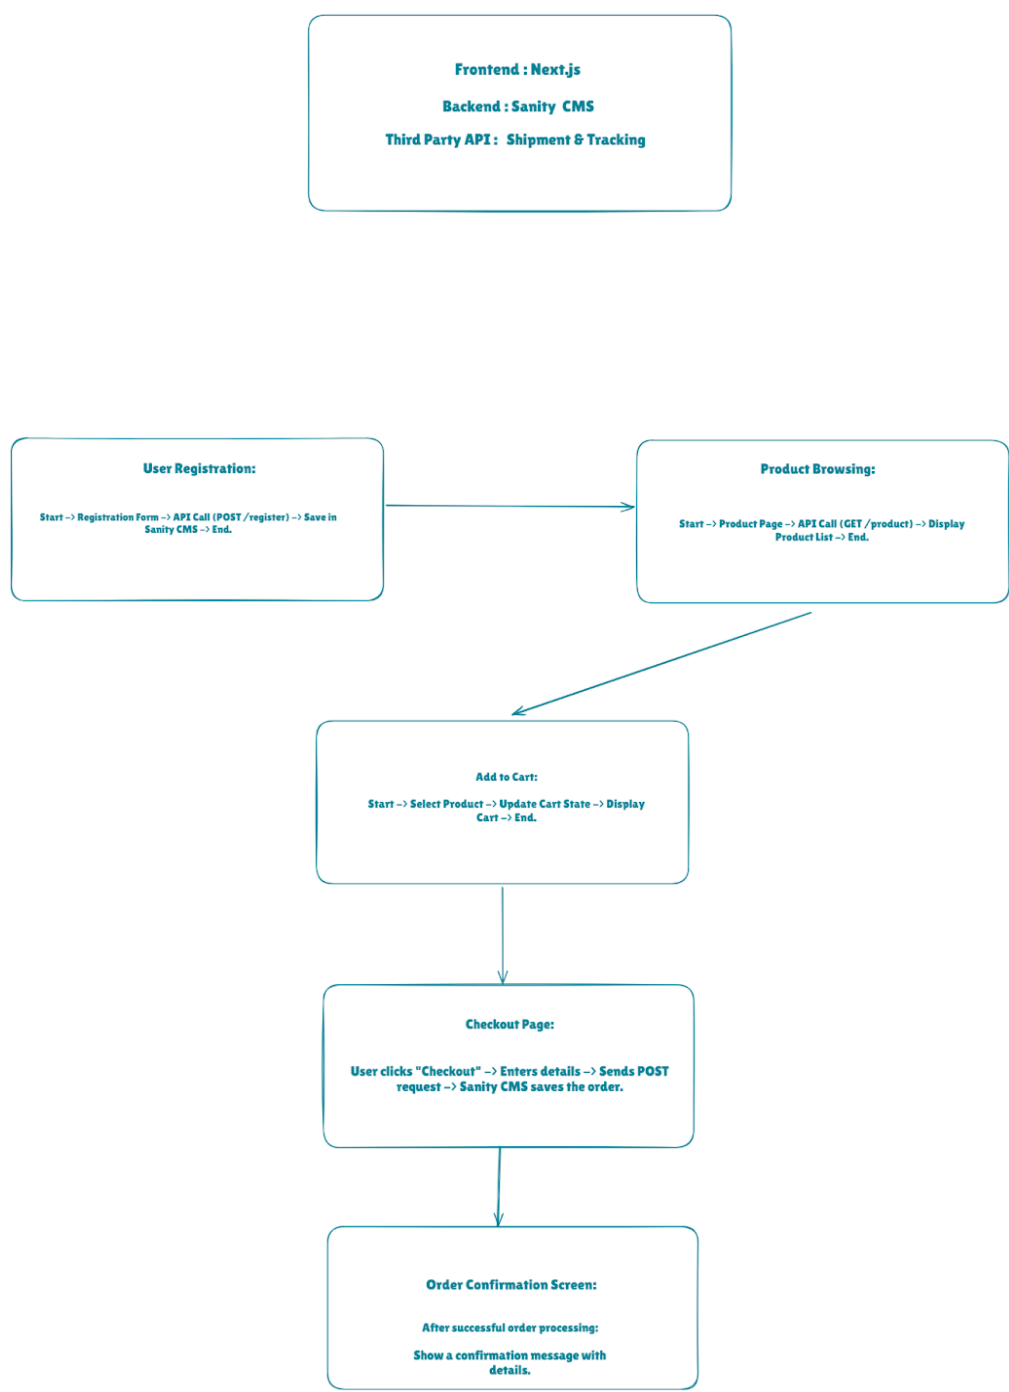 Frontend : Next.js
Backend : Sanity CMS
Third Party API : Shipment & Tracking
User Registration:
Start -> Registration Form -> API Call (POST /register) -> Save in
Sanity CMS -> End.
Product Browsing:
Start -> Product Page -> API Call (GET /product) -> Display
Product List -> End.
Add to Cart:
Start -> Select Product -> Update Cart State -> Display
Cart -> End.
Checkout Page:
User clicks "Checkout" -> Enters details -> Sends POST
request -> Sanity CMS saves the order.
Order Confirmation Screen:
After successful order processing:
Show a confirmation message with
details.